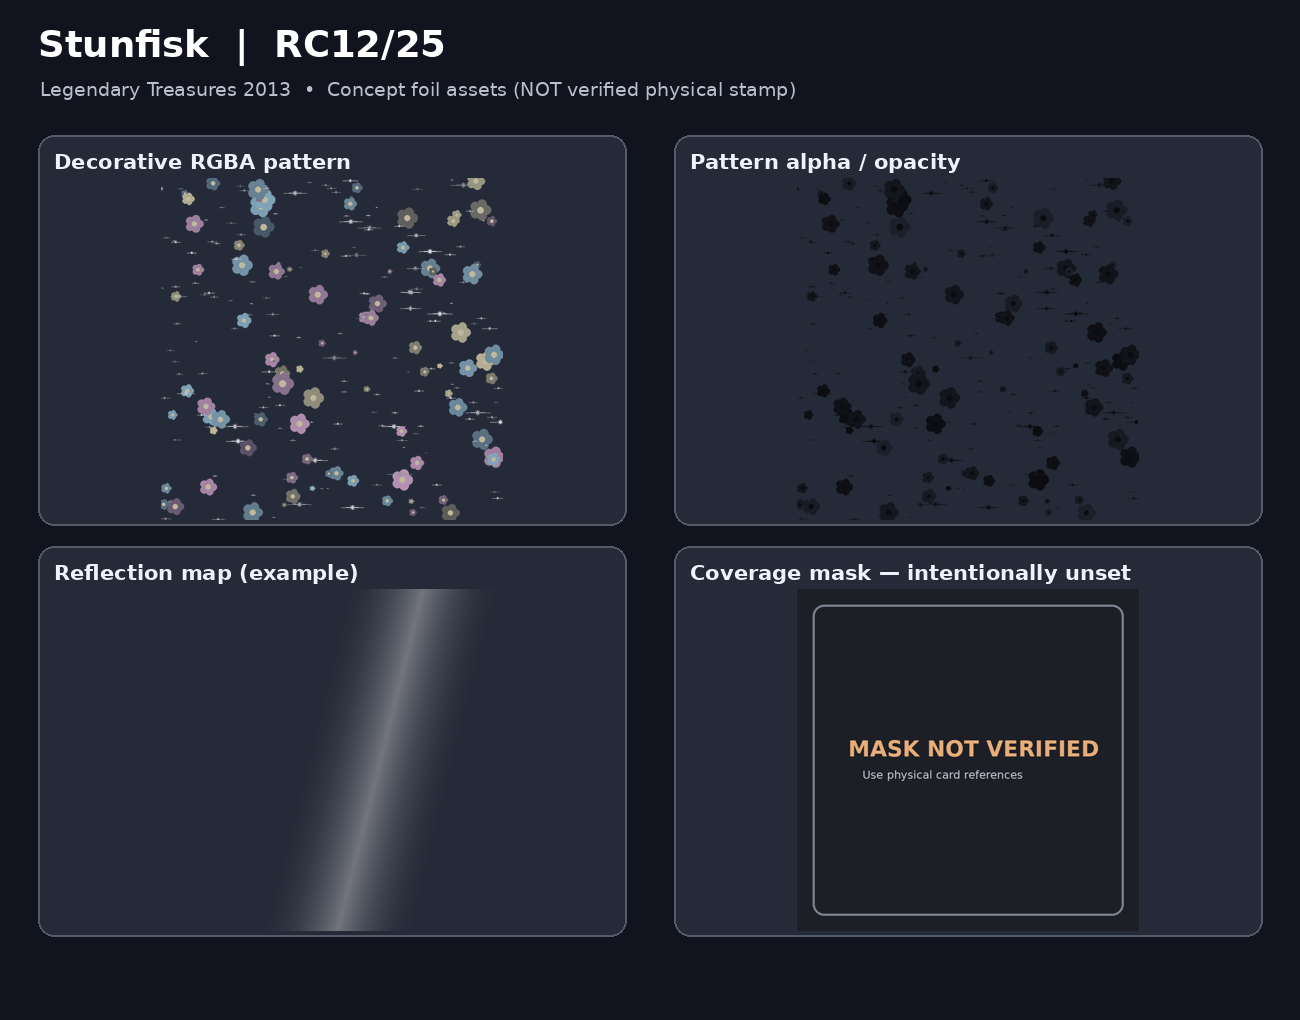 Stunfisk | RC12/25
Legendary Treasures 2013 • Concept foil assets (NOT verified physical stamp)
Decorative RGBA pattern
Pattern alpha / opacity
Reflection map (example)
Coverage mask — intentionally unset
MASK NOT VERIFIED
Use physical card references